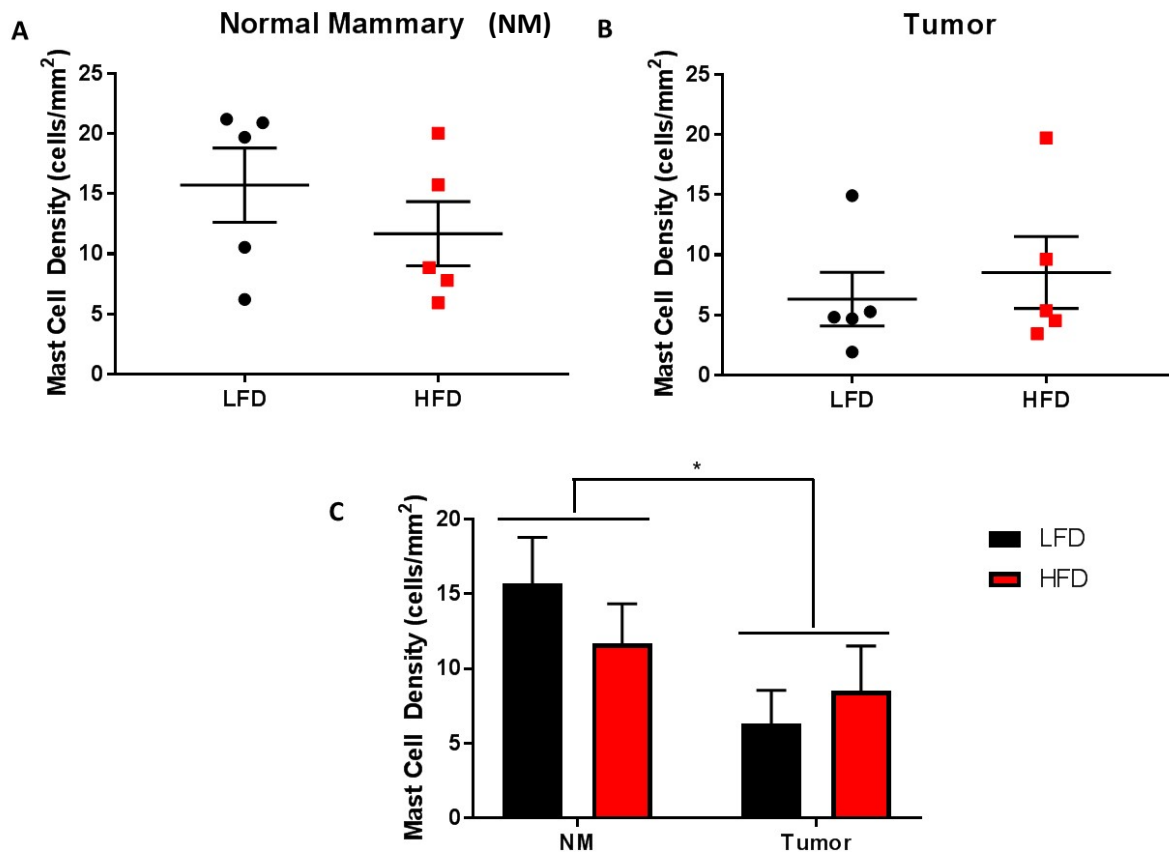 A
Normal Mammary (NM)
Mast Cell Density (cells/mm²)
25
20
15
10
5
0
LFD
HFD
B
Tumor
Mast Cell Density (cells/mm²)
25
20
15
10
5
0
LFD
HFD
C
*
Mast Cell Density (cells/mm²)
20
15
10
5
0
NM
Tumor
LFD
HFD